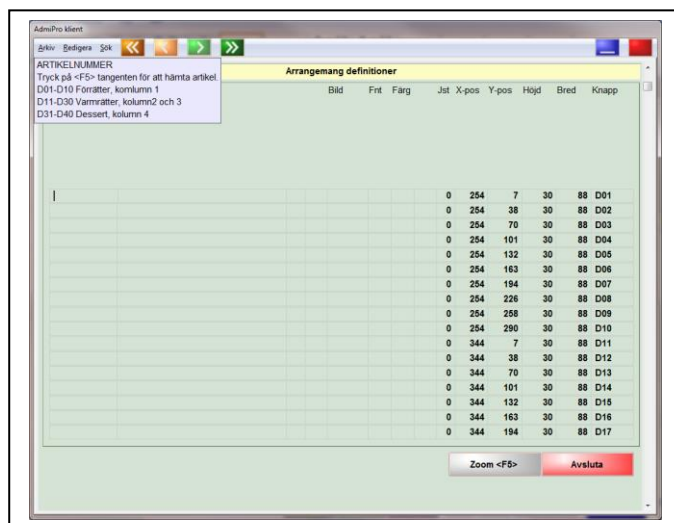 AdmiPro klient
Arkiv Redigera Sök
ARTIKELNUMMER
Tryck på <F5> tangenten för att hämta artikel.
D01-D10 Förrätter, komlumn 1
D11-D30 Varmrätter, kolumn2 och 3
D31-D40 Dessert, kolumn 4
Arrangemang definitioner
Bild Fnt Färg Jst X-pos Y-pos Höjd Bred Knapp
0 254 7 30 88 D01
0 254 38 30 88 D02
0 254 70 30 88 D03
0 254 101 30 88 D04
0 254 132 30 88 D05
0 254 163 30 88 D06
0 254 194 30 88 D07
0 254 226 30 88 D08
0 254 258 30 88 D09
0 254 290 30 88 D10
0 344 7 30 88 D11
0 344 38 30 88 D12
0 344 70 30 88 D13
0 344 101 30 88 D14
0 344 132 30 88 D15
0 344 163 30 88 D16
0 344 194 30 88 D17
Zoom <F5> Avsluta